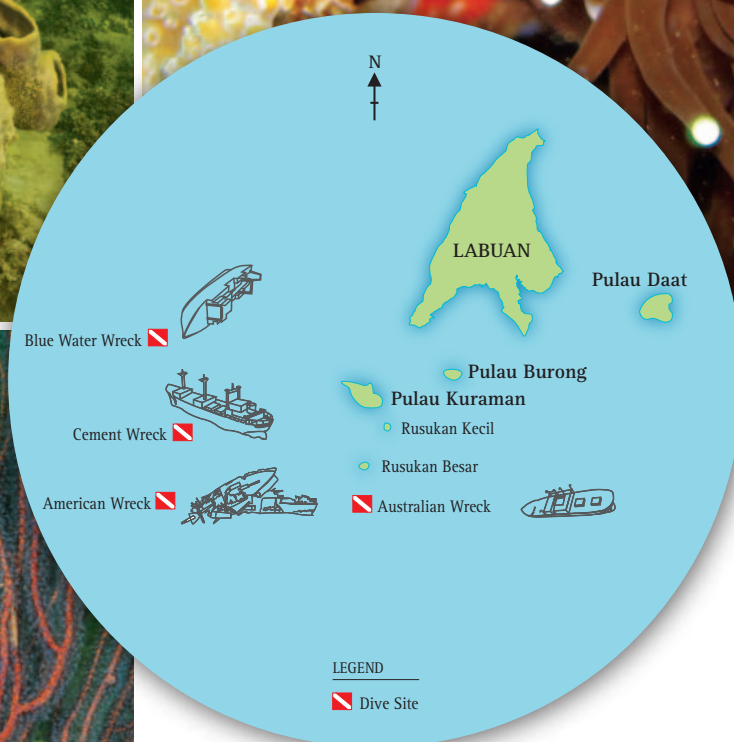 N
LABUAN
Pulau Daat
Blue Water Wreck
Pulau Burong
Pulau Kuraman
Rusukan Kecil
Cement Wreck
Rusukan Besar
American Wreck
Australian Wreck
LEGEND
Dive Site